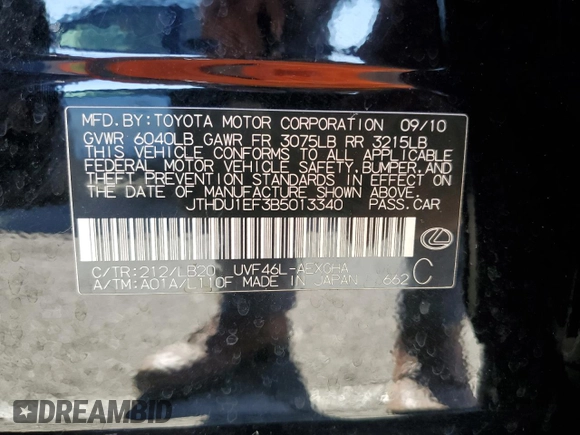 MFD.BY:TOYOTA MOTOR CORPORATION 09/10
GVWR 6040LB GAWR FR 3075LB RR 3215LB
THIS VEHICLE CONFORMS TO ALL APPLICABLE
FEDERAL MOTOR VEHICLE SAFETY,BUMPER,AND
THEFT PREVENTION STANDARDS IN EFFECT ON
THE DATE OF MANUFACTURE SHOWN ABOVE.
JTHDU1EF3B5013340 PASS.CAR
C/TR:212/LB20 UVF46L-AEXGHA
A/TM:A01A/L110F MADE IN JAPAN 662 C
DREAMBID